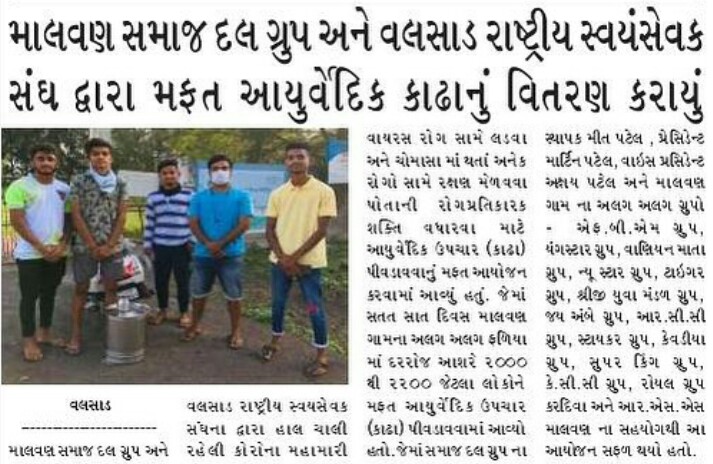 માલવણ સમાજ દલ ગ્રુપ અને વલસાડ રાષ્ટ્રીય સ્વયંસેવક
સંઘ દ્વારા મફત આયુર્વેદિક કાઢાનું વિતરણ કરાયું
વલસાડ
----------------------
માલવણ સમાજ દલ ગ્રુપ અને
વલસાડ રાષ્ટ્રીય સ્વયસેવક
સંઘના દ્વારા હાલ ચાલી
રહેલી કોરોના મહામારી
વાયરસ રોગ સામે લડવા
અને ચોમાસા માં થતાં અનેક
રોગો સામે રક્ષણ મેળવવા
પોતાની રોગપ્રતિકારક
શક્તિ વધારવા માટે
આયુર્વેદિક ઉપચાર (કાઢા)
પીવડાવવાનું મફત આયોજન
કરવામાં આવ્યું હતું. જેમાં
સતત સાત દિવસ માલવણ
ગામના અલગ અલગ ફળિયા
માં દરરોજ આશરે ૨૦૦૦
થી ૨૨૦૦ જેટલા લોકોને
મફત આયુર્વેદિક ઉપચાર
(કાઢા) પીવડાવવામાં આવ્યો
હતો. જેમાં સમાજ દલ ગ્રુપ ના
સ્થાપક મીત પટેલ , પ્રેસિડેન્ટ
માર્ટિન પટેલ, વાઇસ પ્રસિડેન્ટ
અક્ષય પટેલ અને માલવણ
ગામ ના અલગ અલગ ગ્રુપો
- એફ.બી.એમ ગ્રુપ,
યંગસ્ટાર ગ્રુપ, વાણિયન માતા
ગ્રુપ, ન્યૂ સ્ટાર ગ્રુપ, ટાઇગર
ગ્રુપ, શ્રીજી યુવા મંડળ ગ્રુપ,
જય અંબે ગ્રુપ, આર.સી.સી
ગ્રુપ, સ્ટાયકર ગ્રુપ, કેવડીયા
ગ્રુપ, સુપર કિંગ ગ્રુપ,
કે.સી.સી ગ્રુપ, રોયલ ગ્રુપ
કરદિવા અને આર.એસ.એસ
માલવણ ના સહયોગથી આ
આયોજન સફળ થયો હતો.